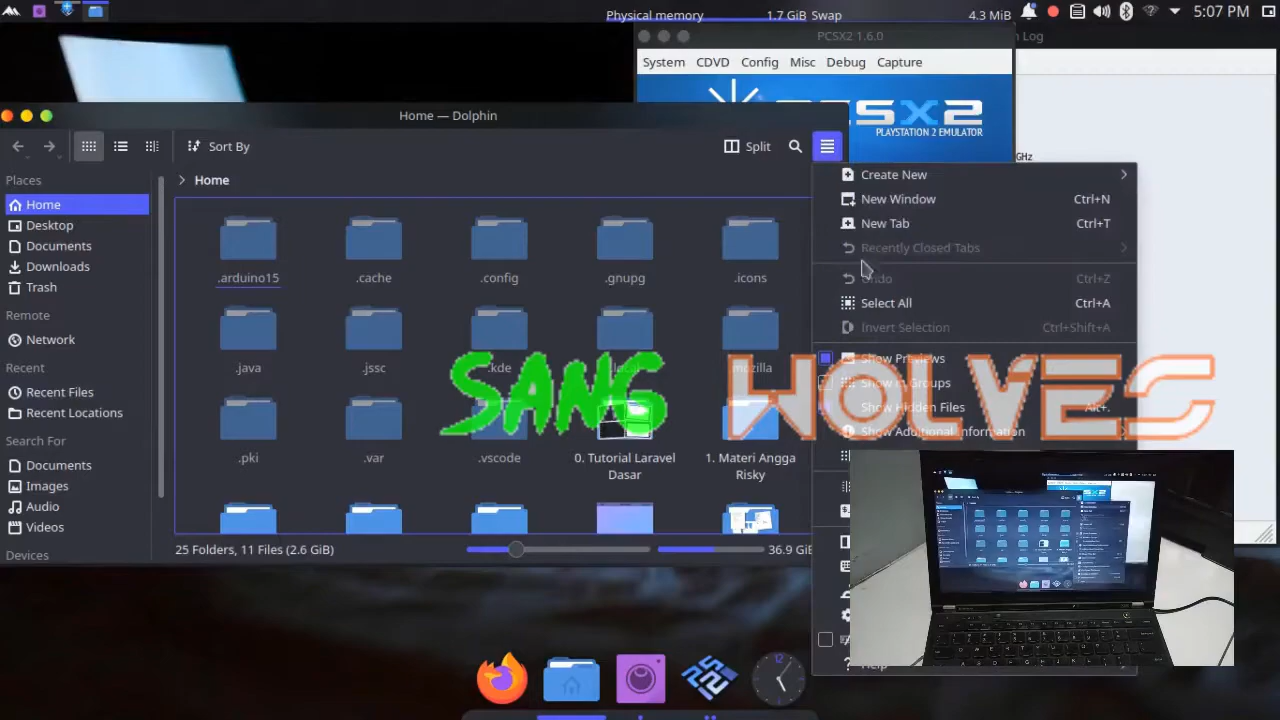 Physical memory 1.7 GiB Swap 4.3 MiB
5:07 PM
PCSX2 1.6.0
Log
System CDVD Config Misc Debug Capture
PLAYSTATION 2 EMULATOR
GHz
Home — Dolphin
Sort By
Split
Places
Home
Desktop
Documents
Downloads
Trash
Remote
Network
Recent
Recent Files
Recent Locations
Search For
Documents
Images
Audio
Videos
Devices
Home
.arduino15 .cache .config .gnupg .icons
.java .jssc .kde mozilla
.pki .var .vscode 0. Tutorial Laravel Dasar 1. Materi Angga Risky
25 Folders, 11 Files (2.6 GiB)
36.9 GiB
Create New
New Window Ctrl+N
New Tab Ctrl+T
Recently Closed Tabs
Undo Ctrl+Z
Select All Ctrl+A
Invert Selection Ctrl+Shift+A
Show Previews
Show in Groups
Show Hidden Files Alt+.
Show Additional Information
Help
SANG WOLVES
12